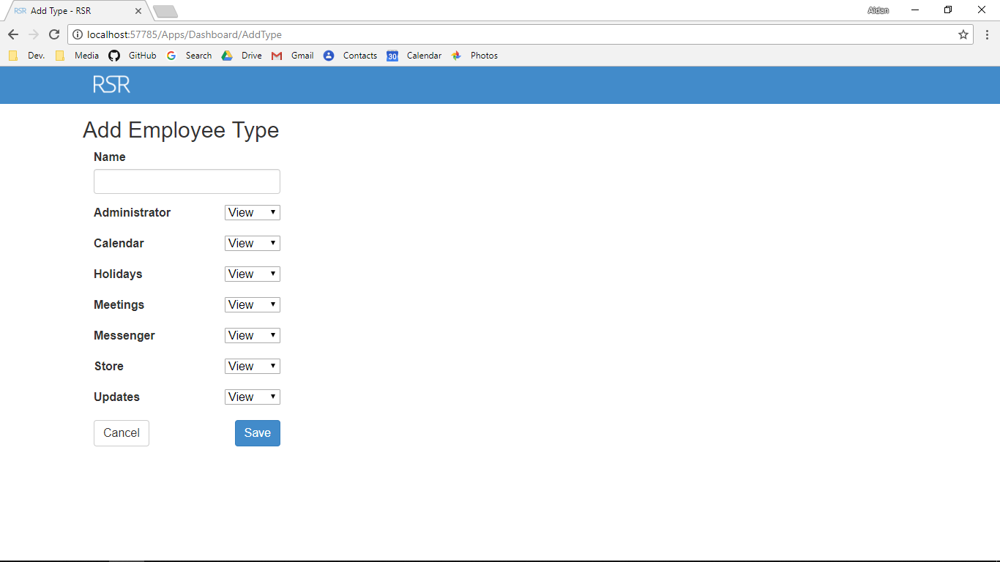 RSR Add Type - RSR
Aidan
localhost:57785/Apps/Dashboard/AddType
Dev. Media GitHub Search Drive Gmail Contacts 30 Calendar Photos
RSR
Add Employee Type
Name
Administrator View
Calendar View
Holidays View
Meetings View
Messenger View
Store View
Updates View
Cancel Save